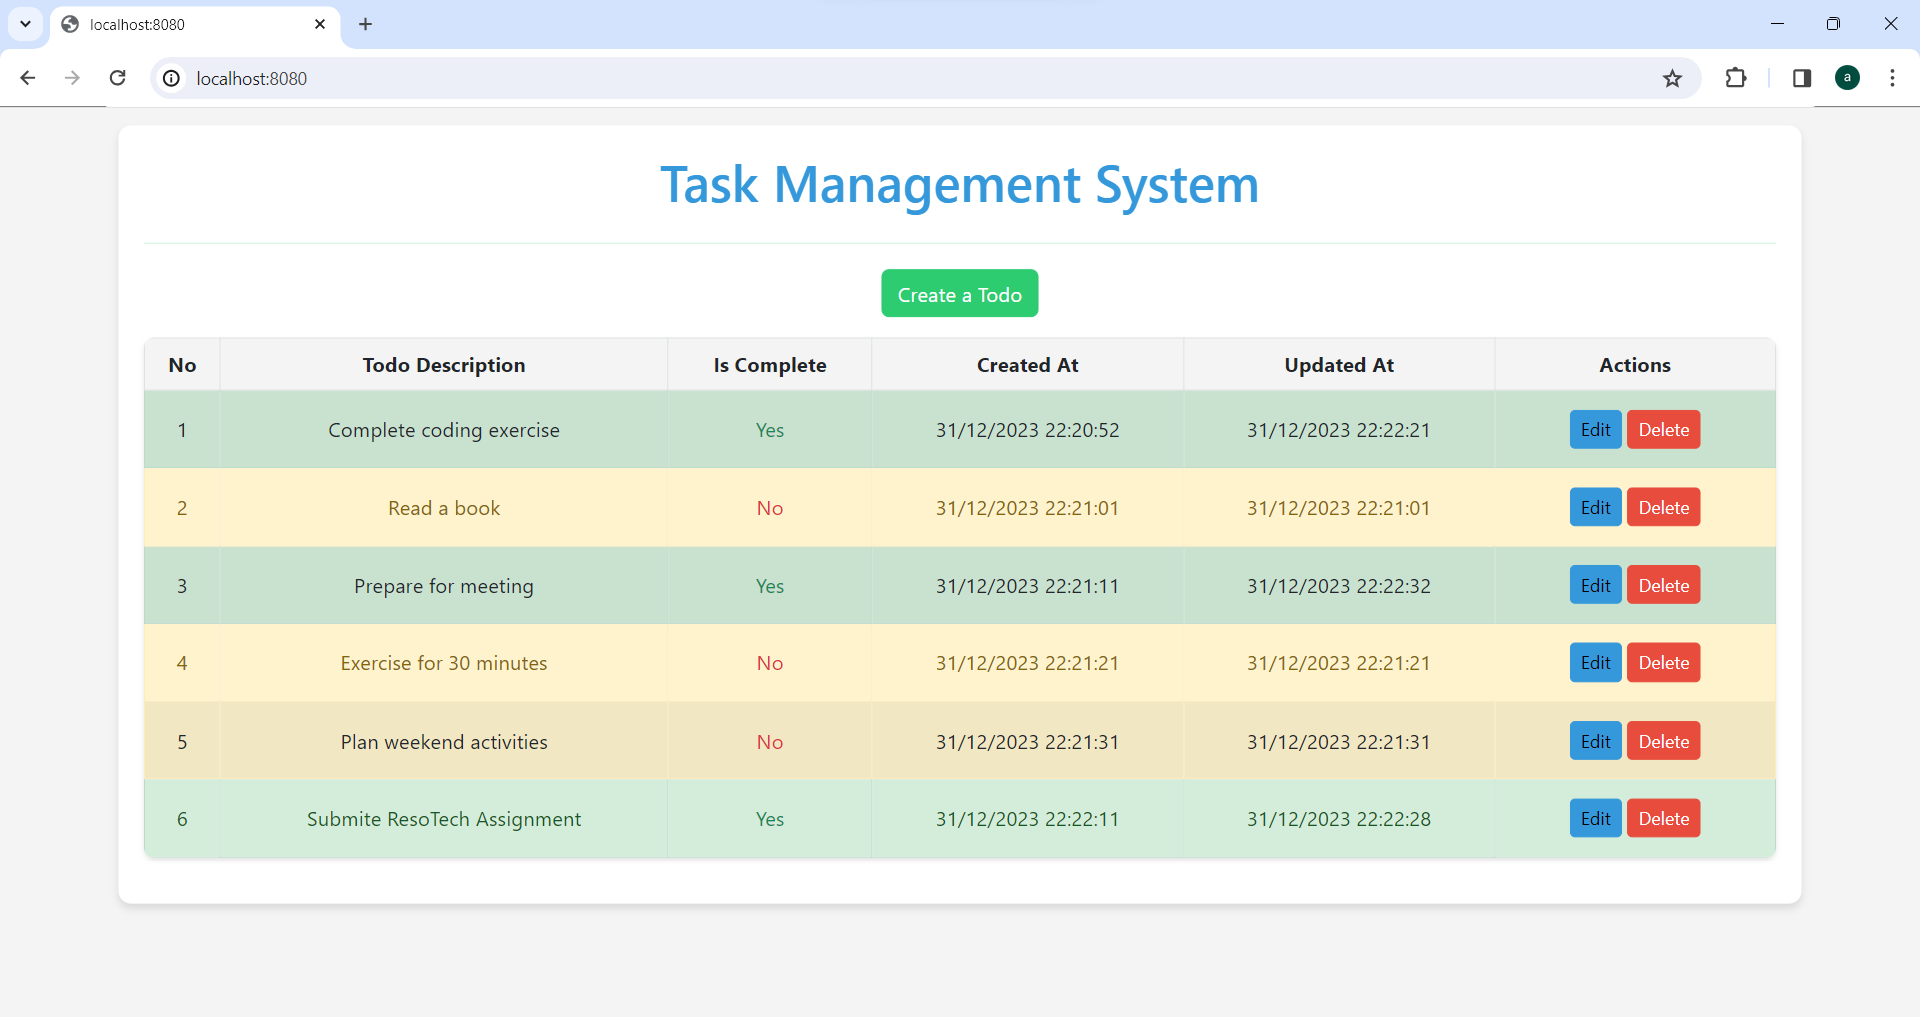 localhost:8080
localhost:8080
a
Task Management System
Create a Todo
No Todo Description Is Complete Created At Updated At Actions
1 Complete coding exercise Yes 31/12/2023 22:20:52 31/12/2023 22:22:21 Edit Delete
2 Read a book No 31/12/2023 22:21:01 31/12/2023 22:21:01 Edit Delete
3 Prepare for meeting Yes 31/12/2023 22:21:11 31/12/2023 22:22:32 Edit Delete
4 Exercise for 30 minutes No 31/12/2023 22:21:21 31/12/2023 22:21:21 Edit Delete
5 Plan weekend activities No 31/12/2023 22:21:31 31/12/2023 22:21:31 Edit Delete
6 Submite ResoTech Assignment Yes 31/12/2023 22:22:11 31/12/2023 22:22:28 Edit Delete